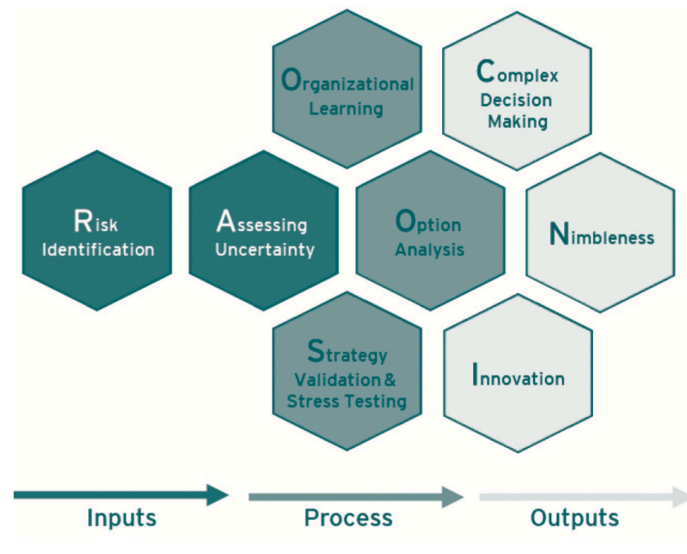 Organizational
Learning
Complex
Decision
Making
Risk
Identification
Assessing
Uncertainty
Option
Analysis
Nimbleness
Strategy
Validation &
Stress Testing
Innovation
Inputs
Process
Outputs